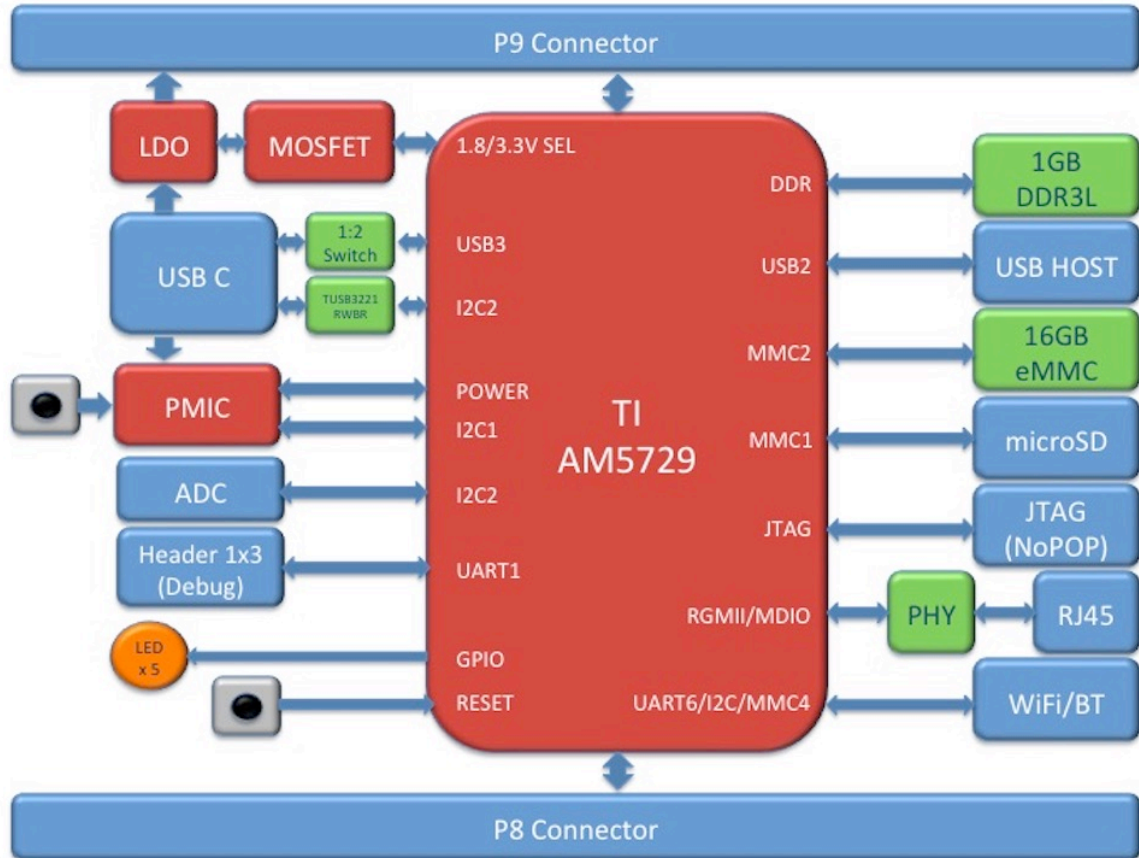 P9 Connector
LDO
MOSFET
1.8/3.3V SEL
DDR
1GB
DDR3L
USB C
1:2
Switch
USB3
USB2
USB HOST
TUSB3221
RWBR
I2C2
MMC2
16GB
eMMC
PMIC
POWER
I2C1
TI
AM5729
MMC1
microSD
ADC
I2C2
JTAG
JTAG
(NoPOP)
Header 1x3
(Debug)
UART1
RGMII/MDIO
PHY
RJ45
LED
x 5
GPIO
RESET
UART6/I2C/MMC4
WiFi/BT
P8 Connector